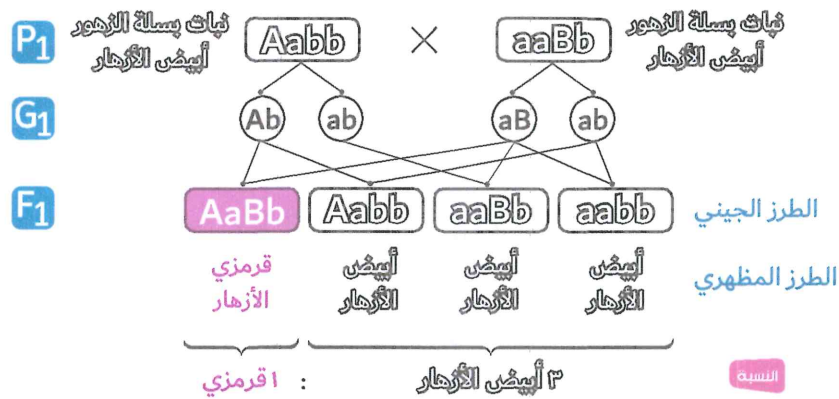 P1 نبات بسلة الزهور Aabb × aaBb نبات بسلة الزهور
أبيض الأزهار أبيض الأزهار
G1 Ab ab aB ab
F1 AaBb Aabb aaBb aabb الطرز الجيني
قرمزي أبيض أبيض أبيض الطرز المظهري
الأزهار الأزهار الأزهار الأزهار
١ قرمزي : ٣ أبيض الأزهار النسبة